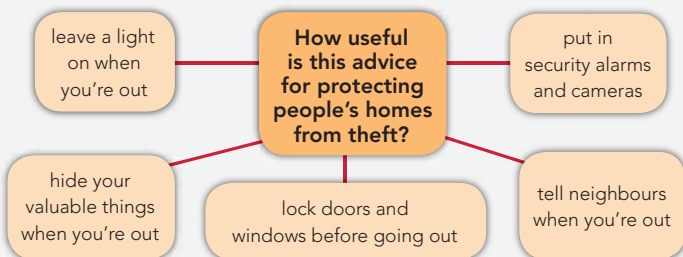 leave a light
on when
you're out
How useful
is this advice
for protecting
people's homes
from theft?
put in
security alarms
and cameras
hide your
valuable things
when you're out
lock doors and
windows before going out
tell neighbours
when you're out